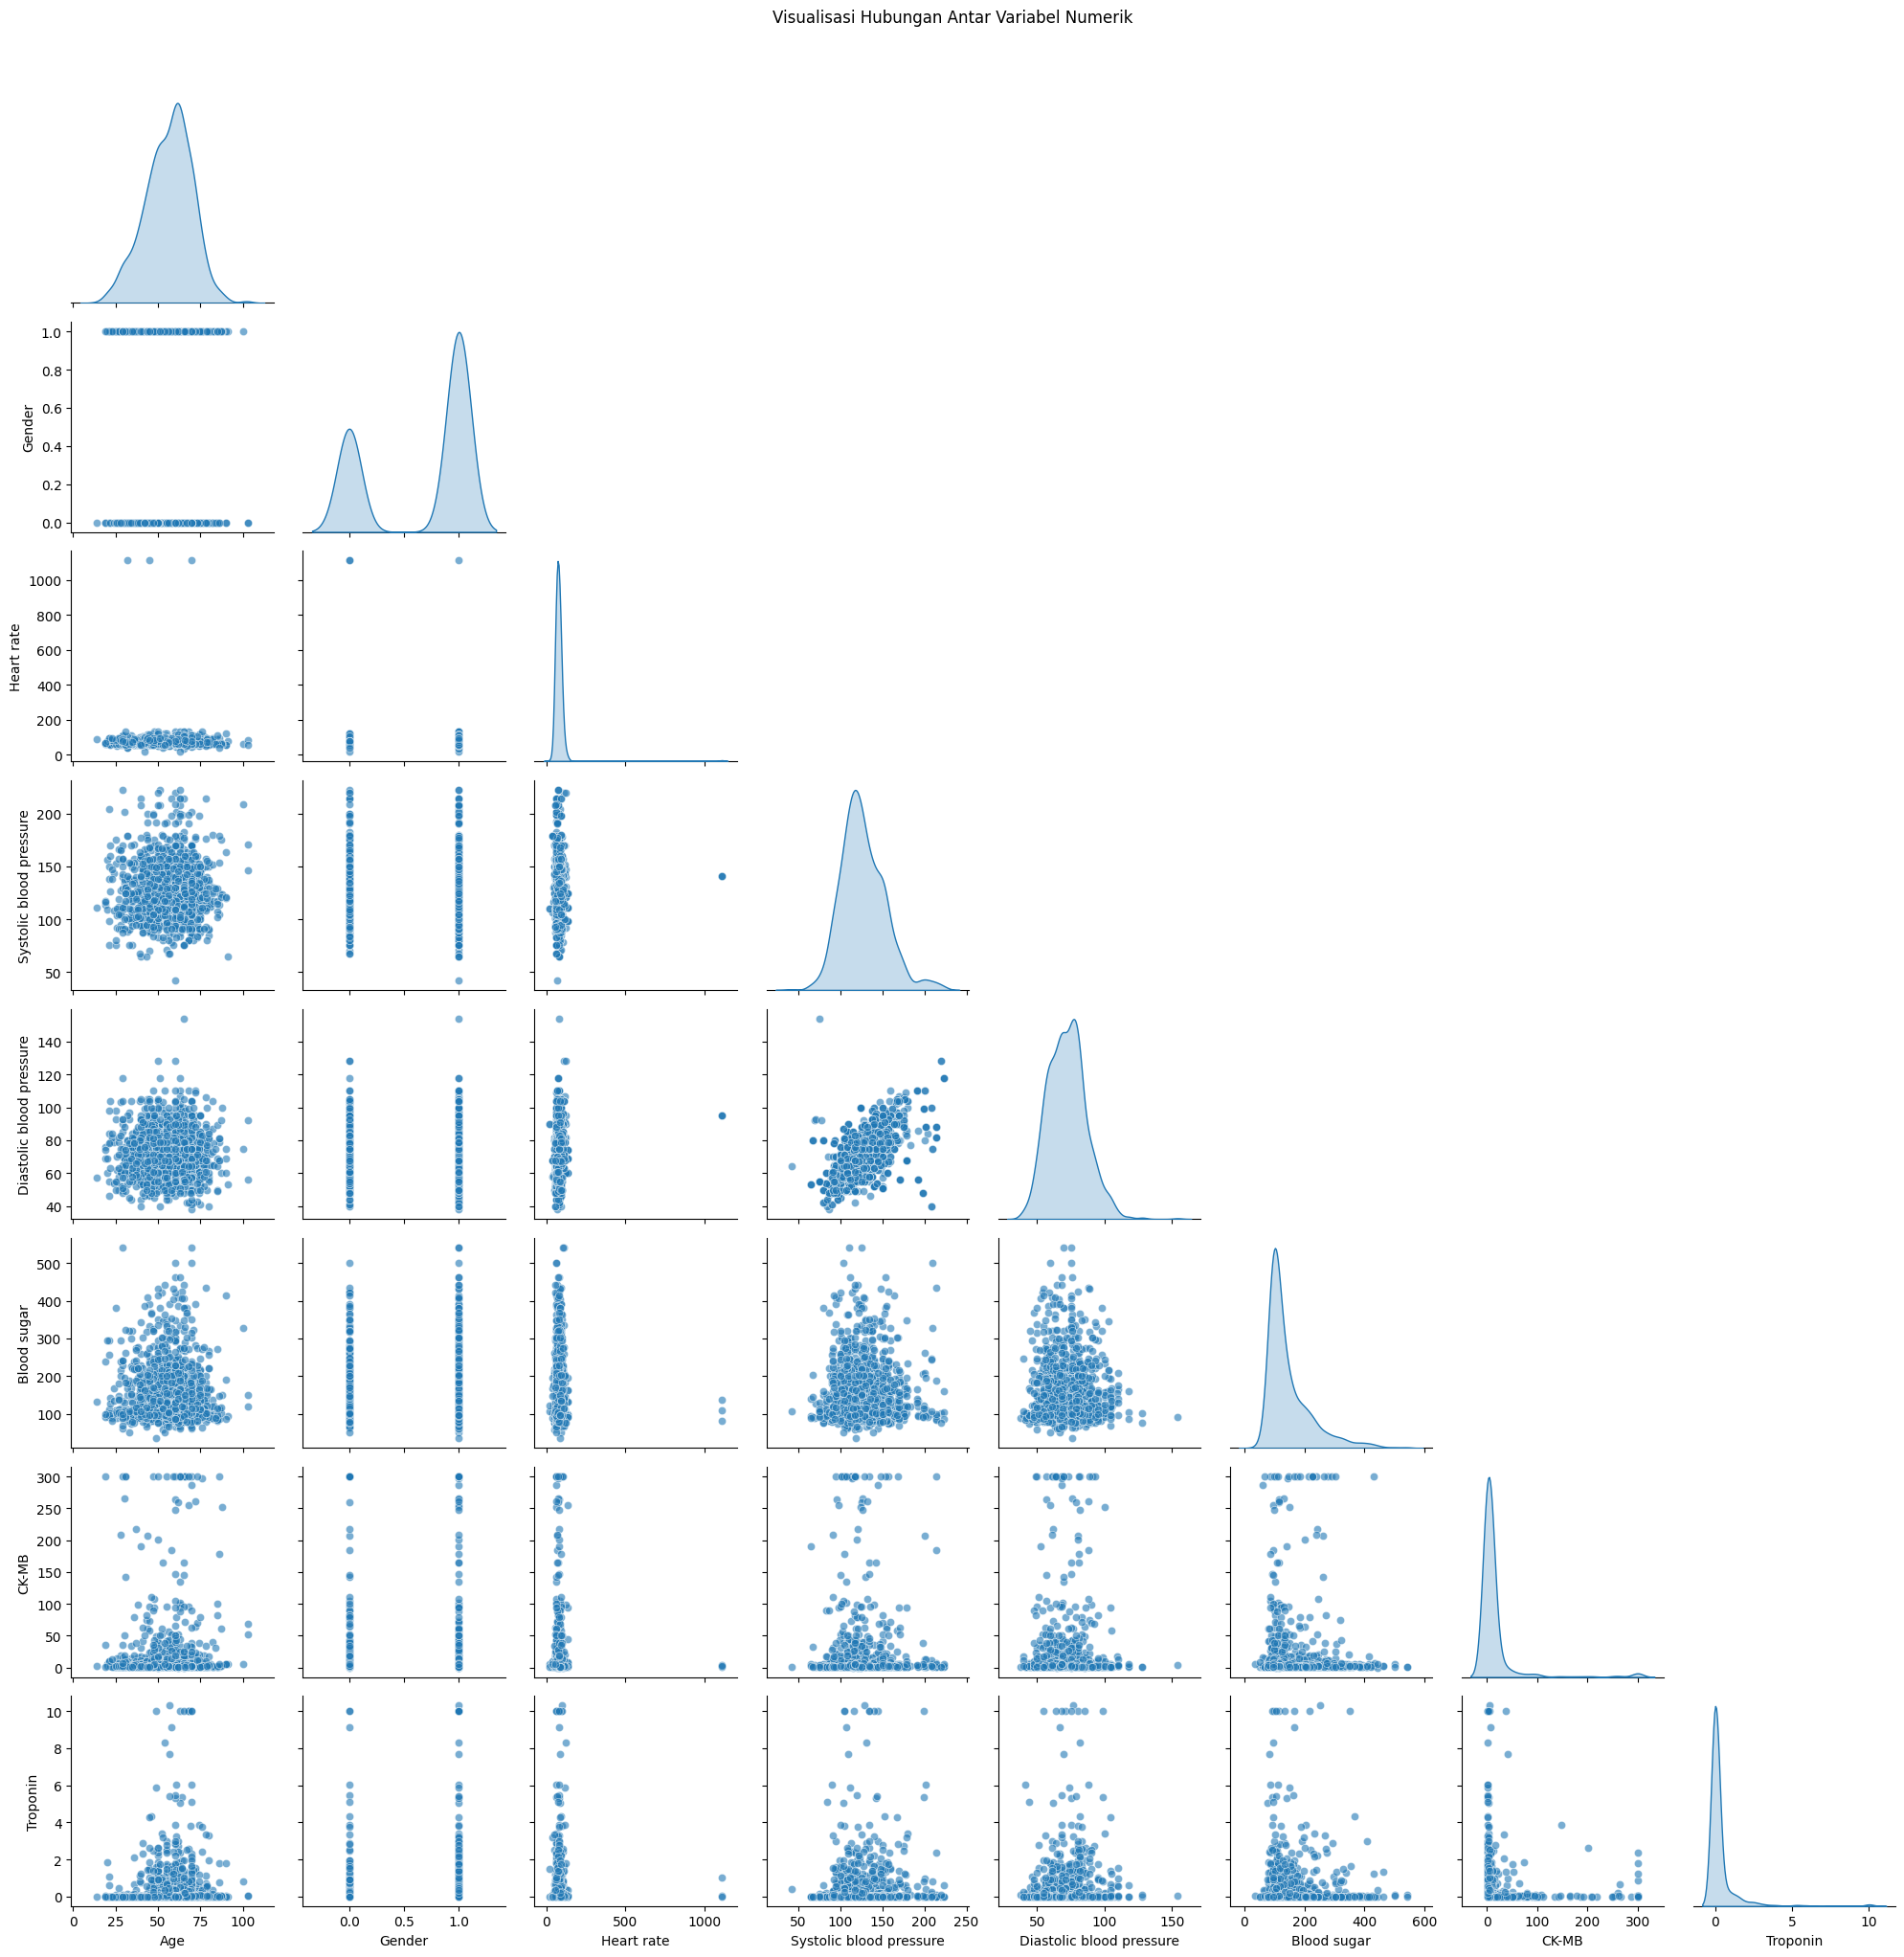 Visualisasi Hubungan Antar Variabel Numerik
1.0
0.8
0.6
0.4
0.2
0.0
Gender
1000
800
600
400
200
0
Heart rate
200
150
100
50
Systolic blood pressure
140
120
100
80
60
40
Diastolic blood pressure
500
400
300
200
100
Blood sugar
300
250
200
150
100
50
0
CK-MB
10
8
6
4
2
0
Troponin
0 25 50 75 100
0.0 0.5 1.0
0 500 1000
50 100 150 200 250
50 100 150
0 200 400 600
0 100 200 300
0 5 10
Age Gender Heart rate Systolic blood pressure Diastolic blood pressure Blood sugar CK-MB Troponin